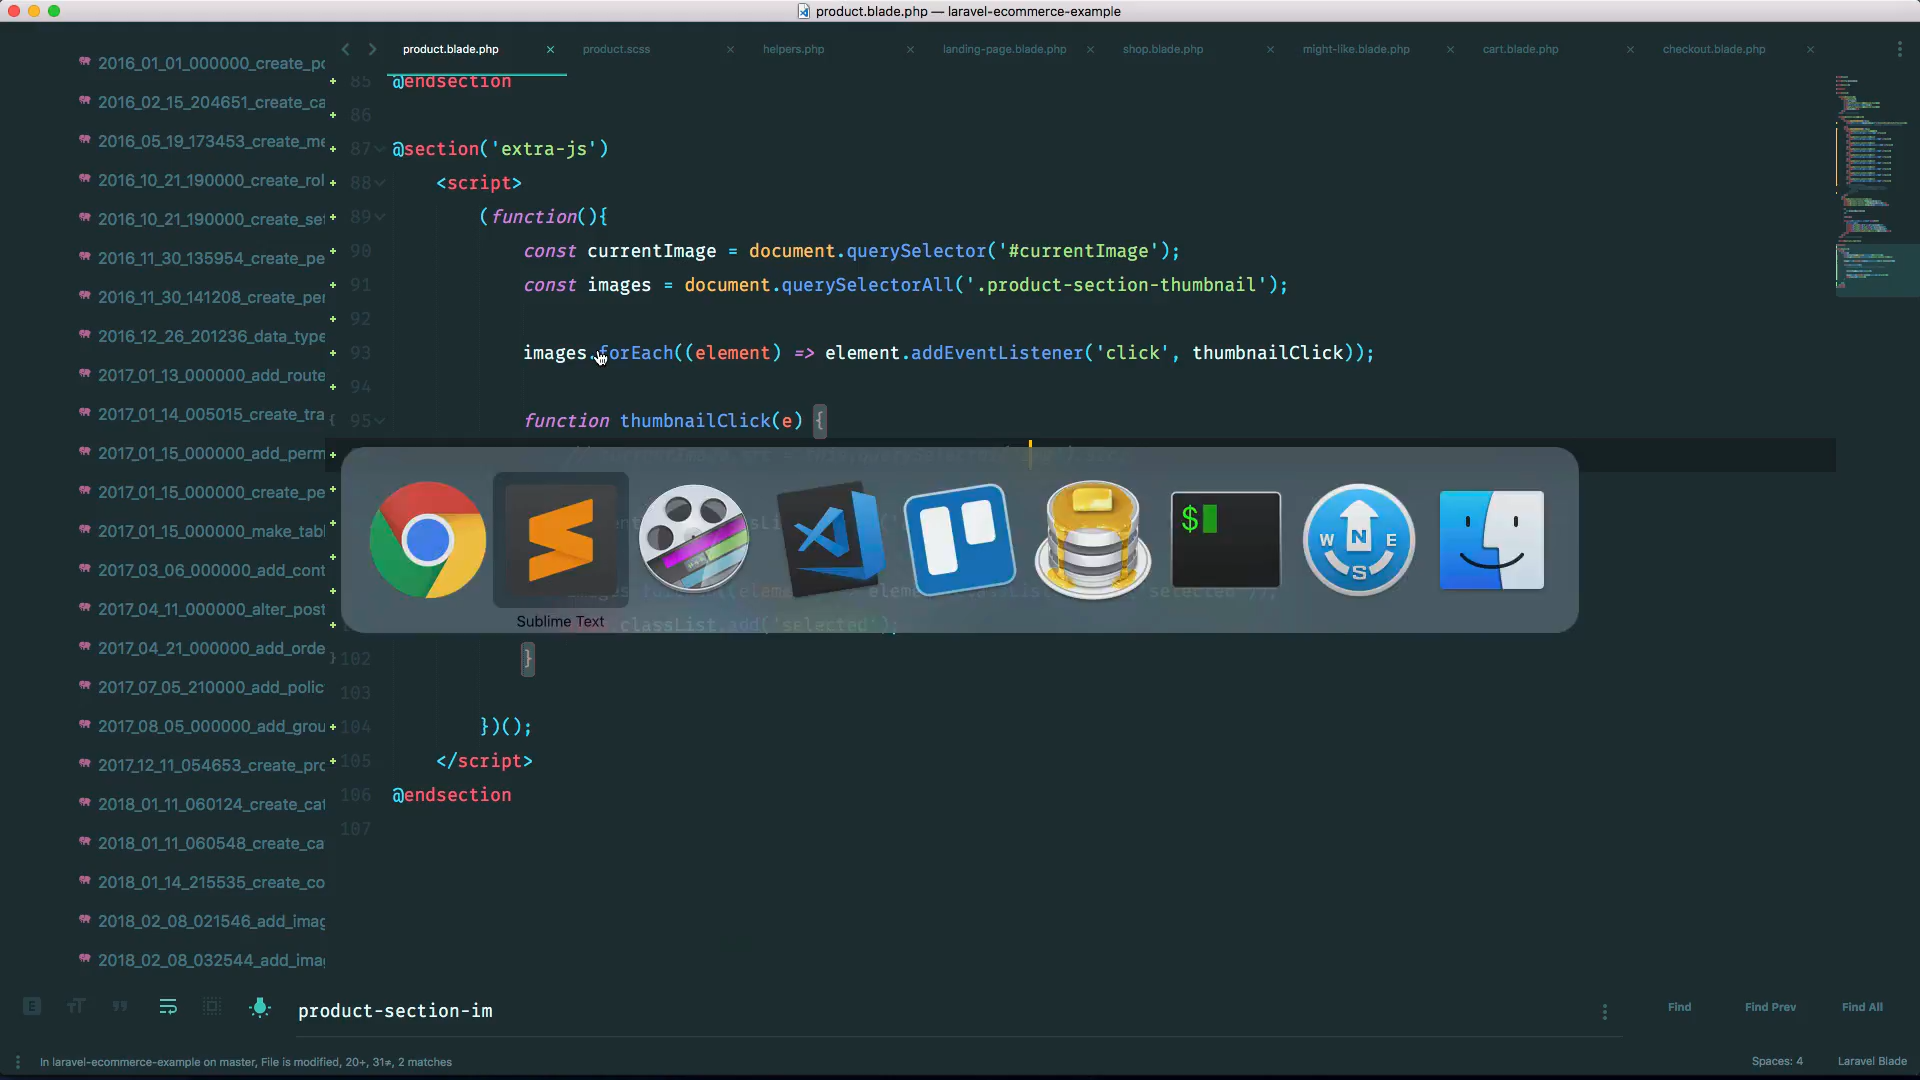 product.blade.php — laravel-ecommerce-example
product.blade.php
product.scss
helpers.php
landing-page.blade.php
shop.blade.php
might-like.blade.php
cart.blade.php
checkout.blade.php
2016_01_01_000000_create_po
2016_02_15_204651_create_ca
2016_05_19_173453_create_me
2016_10_21_190000_create_rol
2016_10_21_190000_create_set
2016_11_30_135954_create_pe
2016_11_30_141208_create_per
2016_12_26_201236_data_type
2017_01_13_000000_add_route
2017_01_14_005015_create_tra
2017_01_15_000000_add_perm
2017_01_15_000000_create_pe
2017_01_15_000000_make_tabl
2017_03_06_000000_add_cont
2017_04_11_000000_alter_post
2017_04_21_000000_add_orde
2017_07_05_210000_add_polic
2017_08_05_000000_add_grou
2017_12_11_054653_create_pro
2018_01_11_060124_create_cat
2018_01_11_060548_create_ca
2018_01_14_215535_create_co
2018_02_08_021546_add_imag
2018_02_08_032544_add_imag
85 @endsection
86
87 @section('extra-js')
88 <script>
89 (function(){
90 const currentImage = document.querySelector('#currentImage');
91 const images = document.querySelectorAll('.product-section-thumbnail');
92
93 images.forEach((element) => element.addEventListener('click', thumbnailClick));
94
95 function thumbnailClick(e) {
Sublime Text
classList.add('selected');
102 }
103
104 })();
105 </script>
106 @endsection
107
$
W N E S
product-section-im
Find
Find Prev
Find All
In laravel-ecommerce-example on master, File is modified, 20+, 31≠, 2 matches
Spaces: 4
Laravel Blade